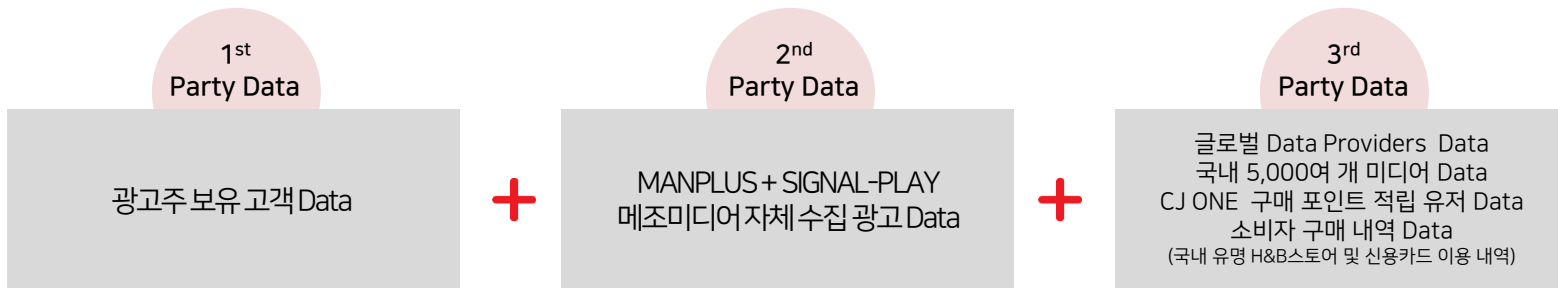 1st
Party Data
광고주 보유 고객 Data
+
2nd
Party Data
MANPLUS + SIGNAL-PLAY
메조미디어 자체 수집 광고 Data
+
3rd
Party Data
글로벌 Data Providers Data
국내 5,000여 개 미디어 Data
CJ ONE 구매 포인트 적립 유저 Data
소비자 구매 내역 Data
(국내 유명 H&B스토어 및 신용카드 이용 내역)